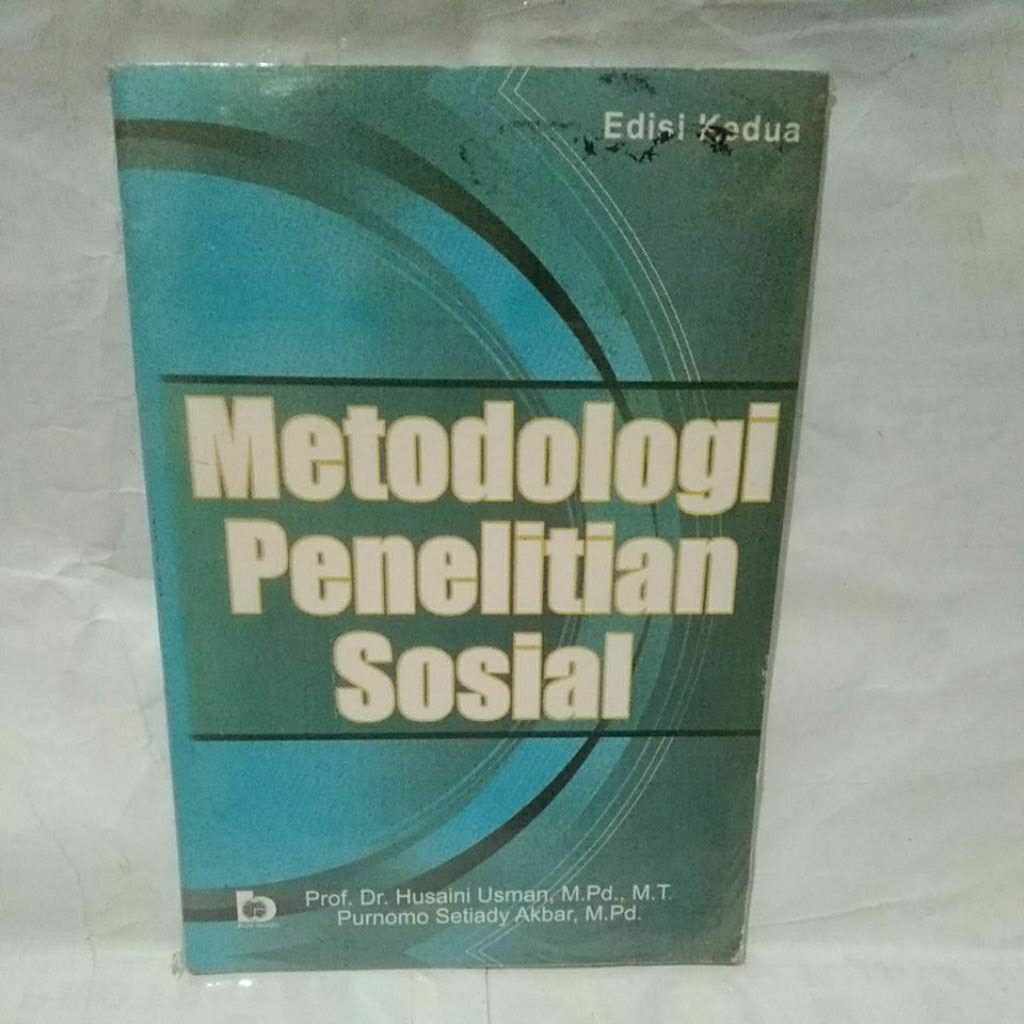 Edisi Kedua
Metodologi
Penelitian
Sosial
Prof. Dr. Husaini Usman, M.Pd., M.T.
Purnomo Setiady Akbar, M.Pd.